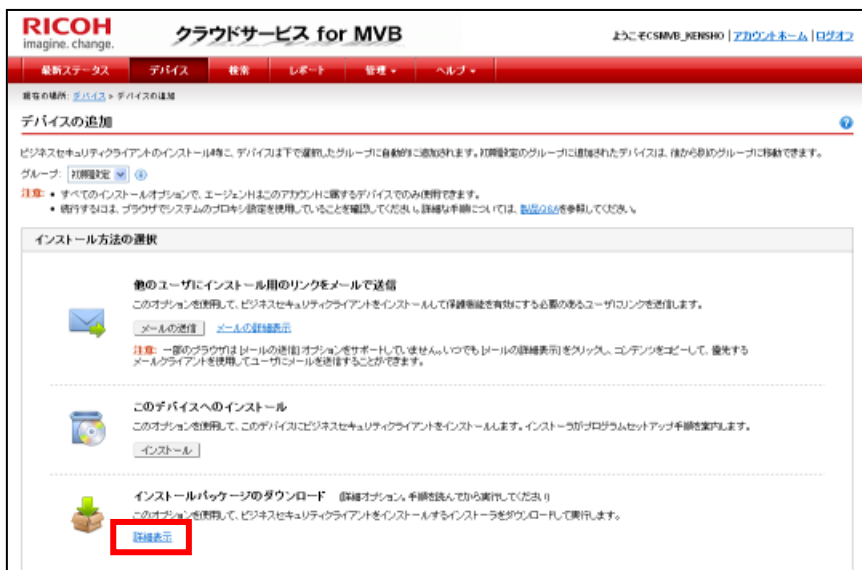 RICOH
imagine. change.
クラウドサービス for MVB
ようこそCSMVB_KENSHO | アカウントホーム | ログオフ
最新ステータス デバイス 検索 レポート 管理 ヘルプ
現在の場所: デバイス > デバイスの追加
デバイスの追加
ビジネスセキュリティクライアントのインストール時に、デバイスは下で選択したグループに自動的に追加されます。初期設定のグループに追加されたデバイスは、後から別のグループに移動できます。
グループ: 初期設定
注意: • すべてのインストールオプションで、エージェントはこのアカウントに属するデバイスでのみ使用できます。
• 続行するには、ブラウザでシステムのプロキシ設定を使用していることを確認してください。詳細な手順については、製品Q&Aを参照してください。
インストール方法の選択
他のユーザにインストール用のリンクをメールで送信
このオプションを使用して、ビジネスセキュリティクライアントをインストールして保護機能を有効にする必要のあるユーザにリンクを送信します。
メールの送信 メールの詳細表示
注意: 一部のブラウザは [メールの送信] オプションをサポートしていません。いつでも [メールの詳細表示] をクリックし、コンテンツをコピーして、優先する
メールクライアントを使用してユーザにメールを送信することができます。
このデバイスへのインストール
このオプションを使用して、このデバイスにビジネスセキュリティクライアントをインストールします。インストーラがプログラムセットアップ手順を案内します。
インストール
インストールパッケージのダウンロード (詳細オプション。手順を読んでから実行してください)
このオプションを使用して、ビジネスセキュリティクライアントをインストールするインストーラをダウンロードして実行します。
詳細表示